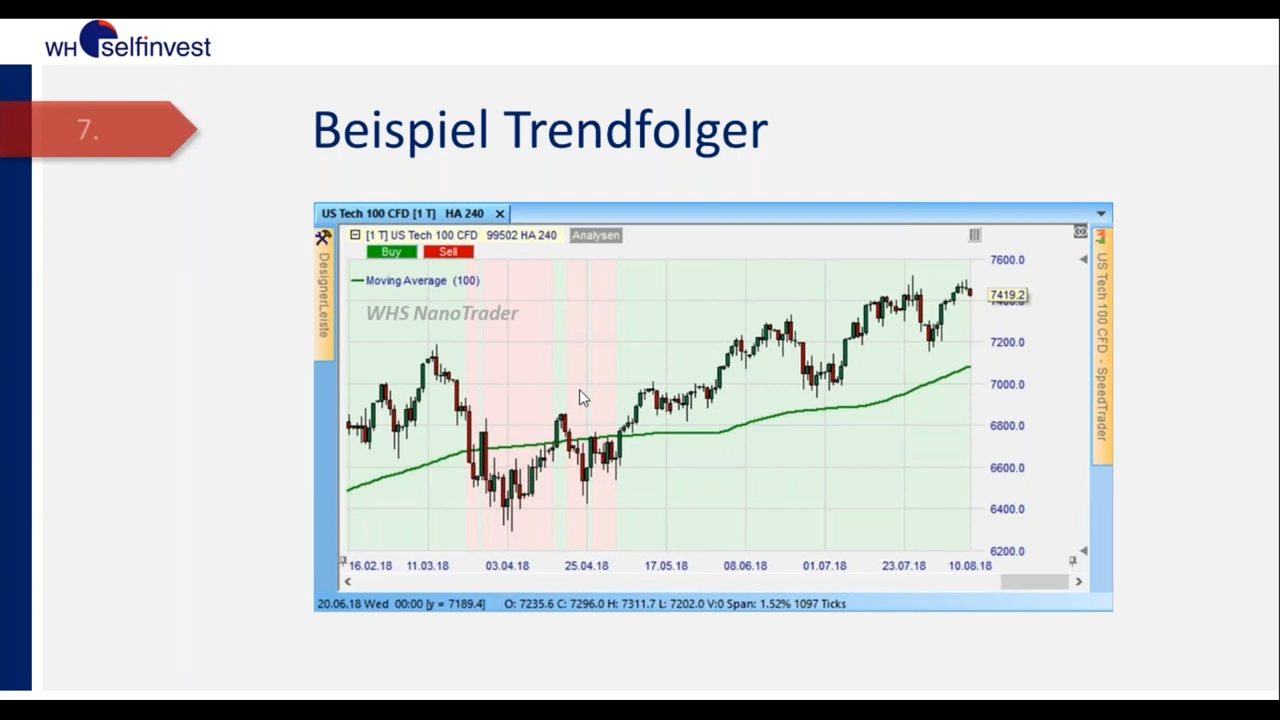 WH selfinvest
7.
Beispiel Trendfolger
US Tech 100 CFD [1 T] HA 240
[1 T] US Tech 100 CFD 99502 HA 240 Analysen
Buy Sell
Moving Average (100)
WHS NanoTrader
DesignerLeiste
7600.0
7419.2
7200.0
7000.0
6800.0
6600.0
6400.0
6200.0
US Tech 100 CFD - SpeedTrader
16.02.18 11.03.18 03.04.18 25.04.18 17.05.18 08.06.18 01.07.18 23.07.18 10.08.18
20.06.18 Wed 00:00 [y = 7189.4] O: 7235.6 C: 7296.0 H: 7311.7 L: 7202.0 V:0 Span: 1.52% 1097 Ticks